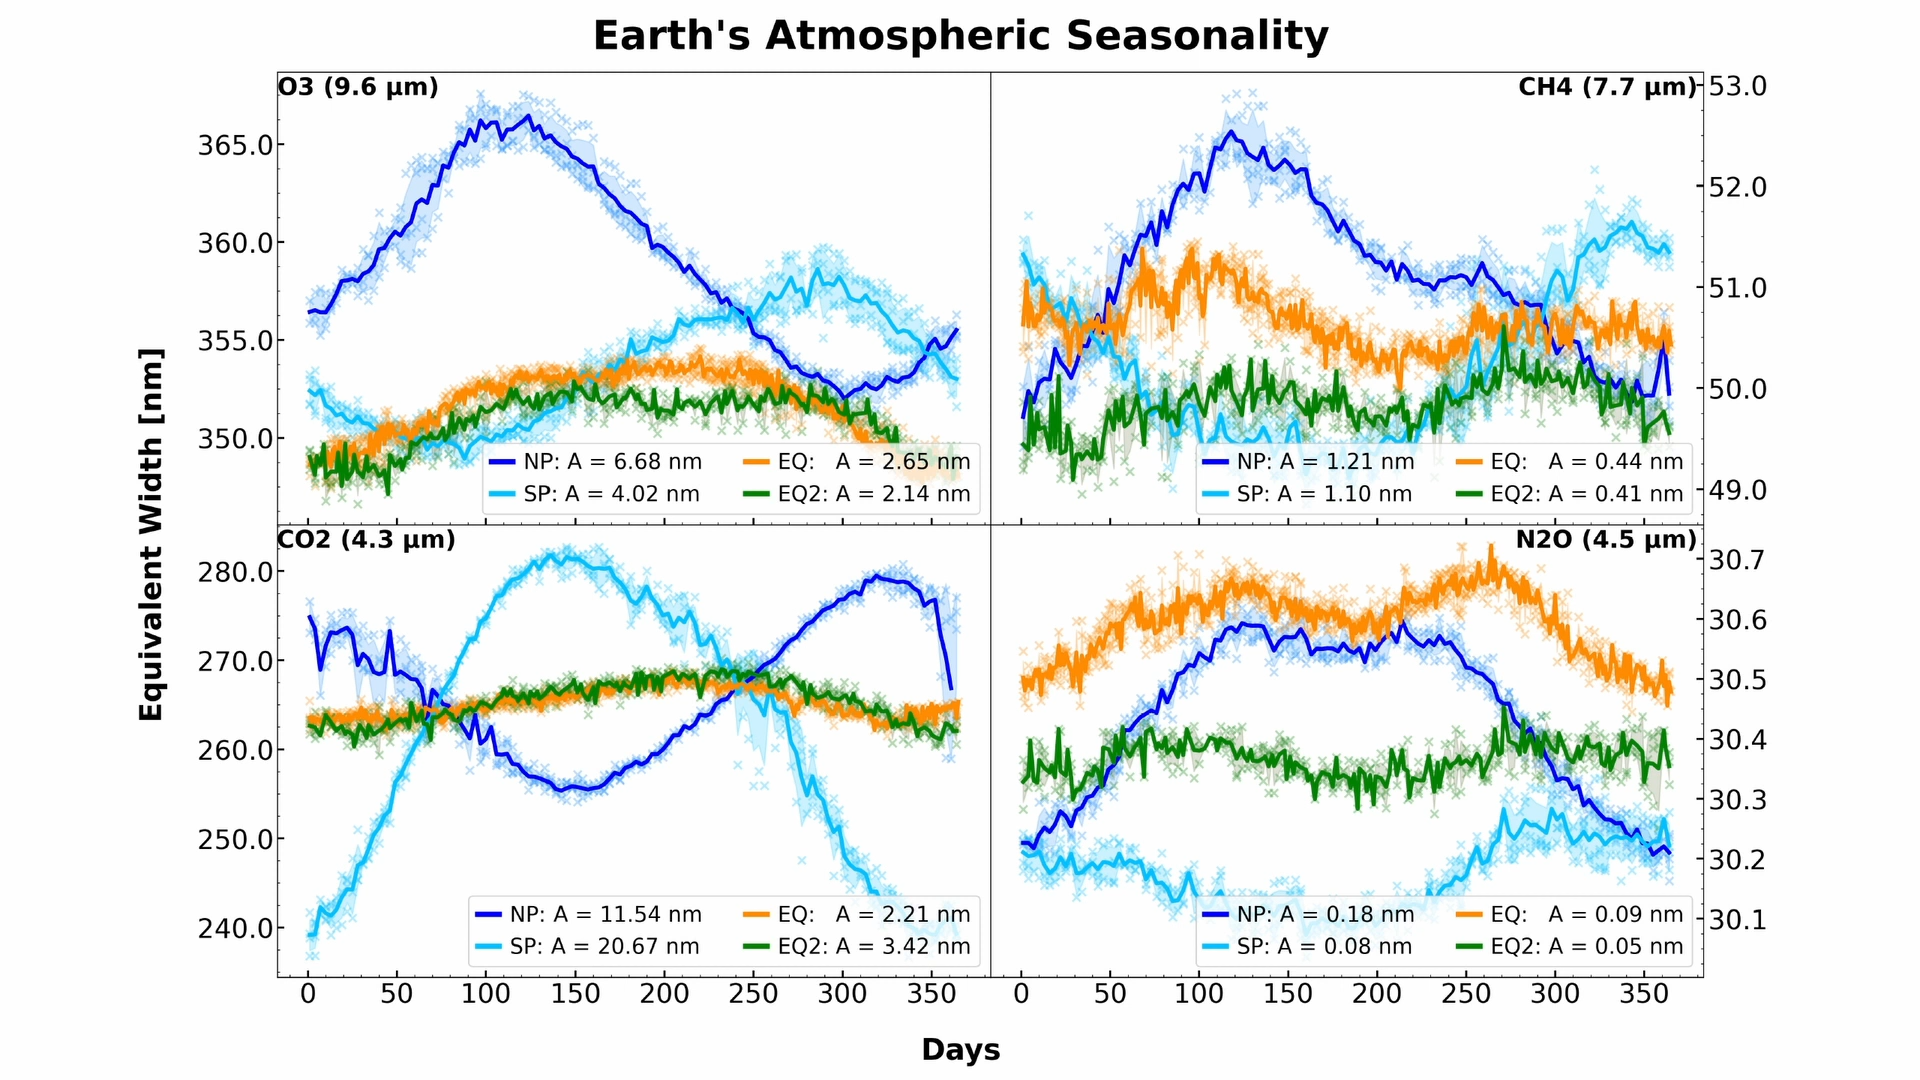 Earth's Atmospheric Seasonality
O3 (9.6 μm)
CH4 (7.7 μm)
365.0
360.0
355.0
350.0
53.0
52.0
51.0
50.0
49.0
NP: A = 6.68 nm
EQ: A = 2.65 nm
SP: A = 4.02 nm
EQ2: A = 2.14 nm
NP: A = 1.21 nm
EQ: A = 0.44 nm
SP: A = 1.10 nm
EQ2: A = 0.41 nm
Equivalent Width [nm]
CO2 (4.3 μm)
N2O (4.5 μm)
280.0
270.0
260.0
250.0
240.0
30.7
30.6
30.5
30.4
30.3
30.2
30.1
NP: A = 11.54 nm
EQ: A = 2.21 nm
SP: A = 20.67 nm
EQ2: A = 3.42 nm
NP: A = 0.18 nm
EQ: A = 0.09 nm
SP: A = 0.08 nm
EQ2: A = 0.05 nm
0 50 100 150 200 250 300 350
0 50 100 150 200 250 300 350
Days